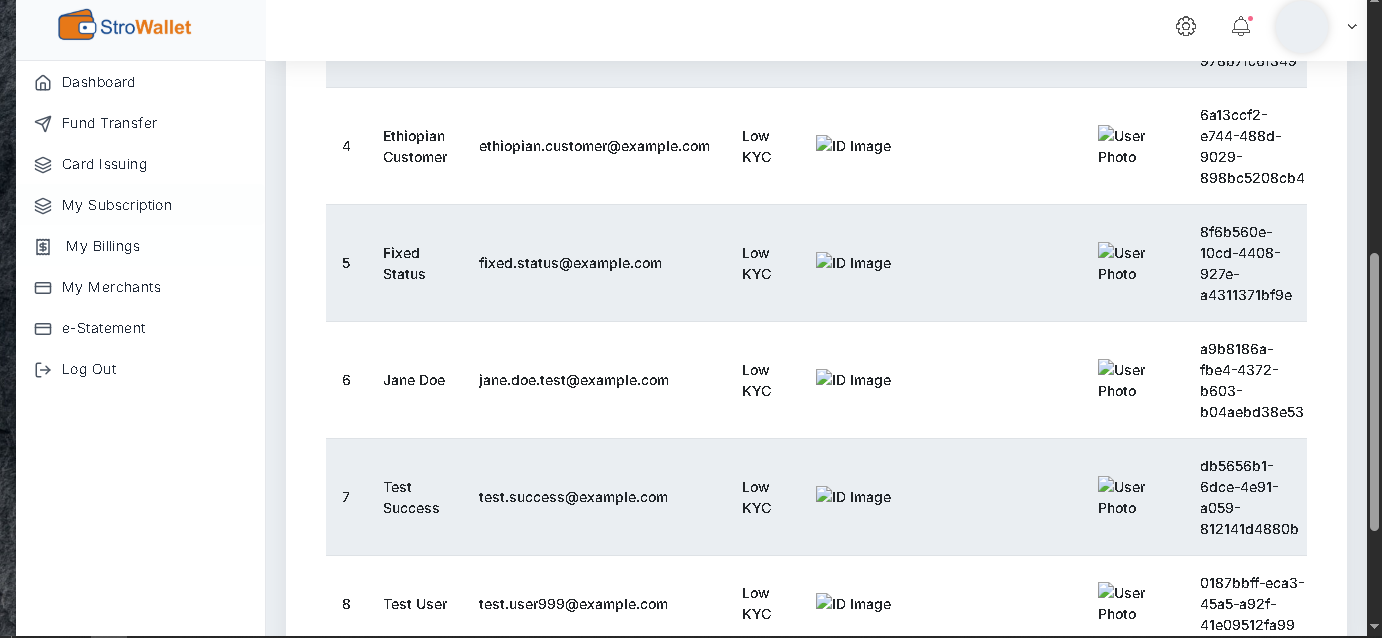 StroWallet
Dashboard
Fund Transfer
Card Issuing
My Subscription
My Billings
My Merchants
e-Statement
Log Out
978b7fc6f349
4
Ethiopian
Customer
ethiopian.customer@example.com
Low
KYC
ID Image
User
Photo
6a13ccf2-
e744-488d-
9029-
898bc5208cb4
5
Fixed
Status
fixed.status@example.com
Low
KYC
ID Image
User
Photo
8f6b560e-
10cd-4408-
927e-
a4311371bf9e
6
Jane Doe
jane.doe.test@example.com
Low
KYC
ID Image
User
Photo
a9b8186a-
fbe4-4372-
b603-
b04aebd38e53
7
Test
Success
test.success@example.com
Low
KYC
ID Image
User
Photo
db5656b1-
6dce-4e91-
a059-
812141d4880b
8
Test User
test.user999@example.com
Low
KYC
ID Image
User
Photo
0187bbff-eca3-
45a5-a92f-
41e09512fa99